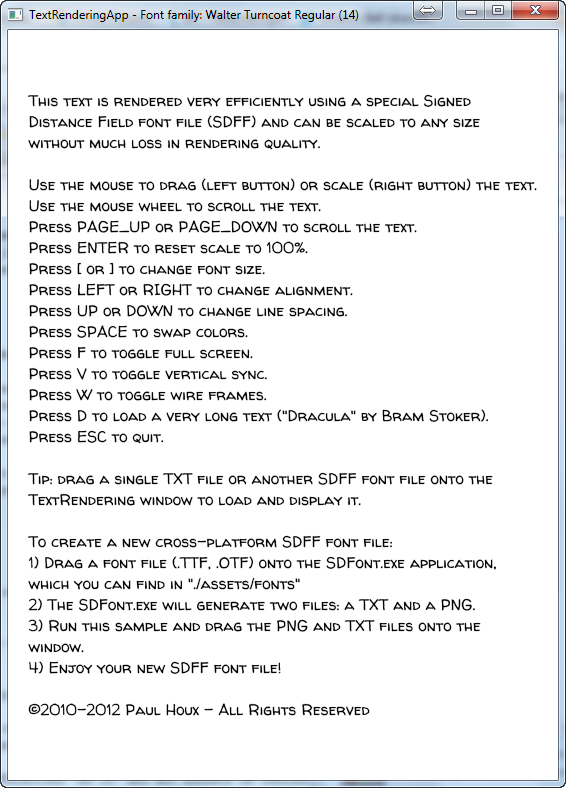 TextRenderingApp - Font family: Walter Turncoat Regular (14)
This text is rendered very efficiently using a special Signed
Distance Field font file (SDFF) and can be scaled to any size
without much loss in rendering quality.
Use the mouse to drag (left button) or scale (right button) the text.
Use the mouse wheel to scroll the text.
Press PAGE_UP or PAGE_DOWN to scroll the text.
Press ENTER to reset scale to 100%.
Press [ or ] to change font size.
Press LEFT or RIGHT to change alignment.
Press UP or DOWN to change line spacing.
Press SPACE to swap colors.
Press F to toggle full screen.
Press V to toggle vertical sync.
Press W to toggle wire frames.
Press D to load a very long text ("Dracula" by Bram Stoker).
Press ESC to quit.
Tip: drag a single TXT file or another SDFF font file onto the
TextRendering window to load and display it.
To create a new cross-platform SDFF font file:
1) Drag a font file (.TTF, .OTF) onto the SDFont.exe application,
which you can find in "./assets/fonts"
2) The SDFont.exe will generate two files: a TXT and a PNG.
3) Run this sample and drag the PNG and TXT files onto the
window.
4) Enjoy your new SDFF font file!
©2010-2012 Paul Houx - All Rights Reserved